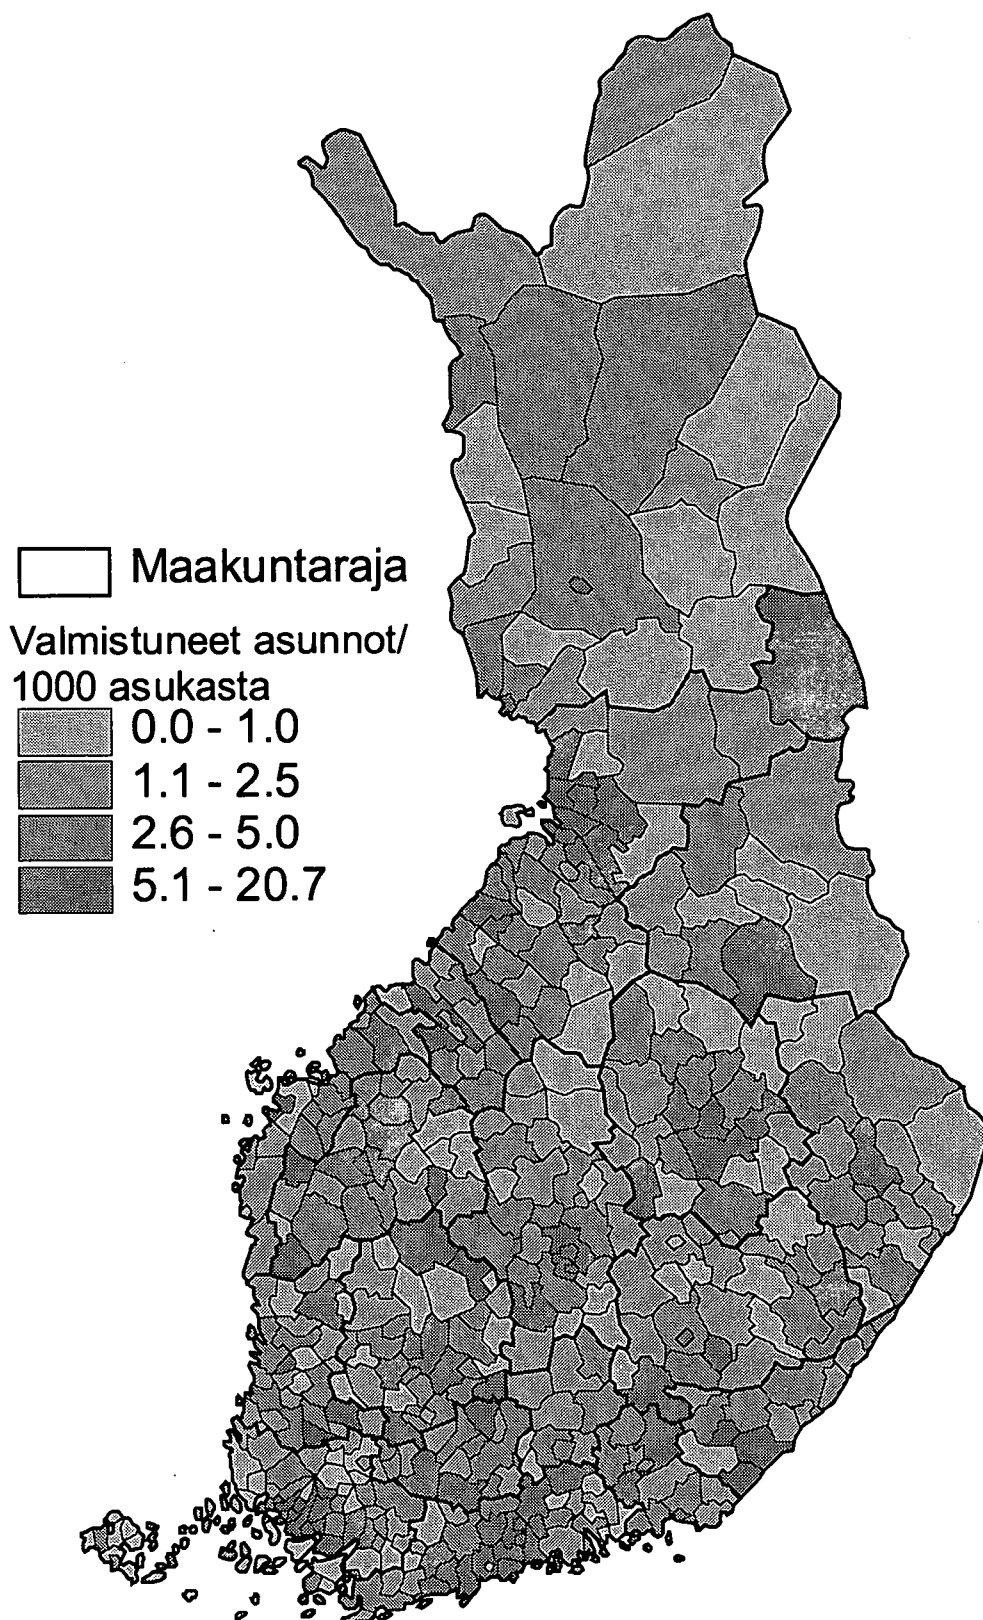 Maakuntaraja
Valmistuneet asunnot/
1000 asukasta
0.0 - 1.0
1.1 - 2.5
2.6 - 5.0
5.1 - 20.7